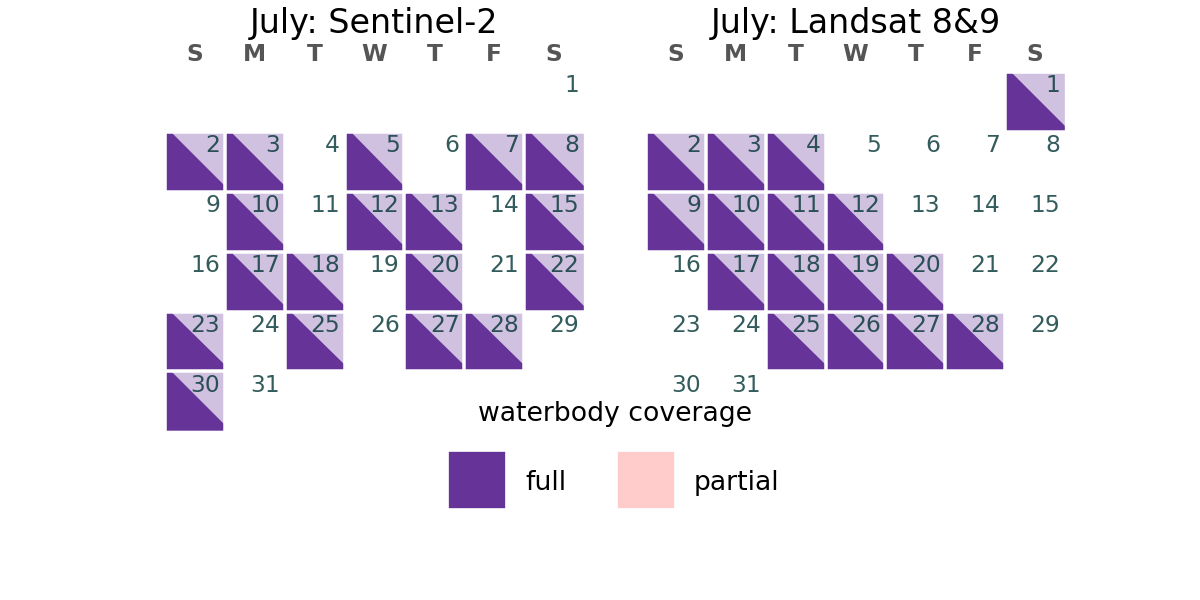 July: Sentinel-2
S M T W T F S
1
2 3 4 5 6 7 8
9 10 11 12 13 14 15
16 17 18 19 20 21 22
23 24 25 26 27 28 29
30 31
July: Landsat 8&9
S M T W T F S
1
2 3 4 5 6 7 8
9 10 11 12 13 14 15
16 17 18 19 20 21 22
23 24 25 26 27 28 29
30 31
waterbody coverage
full partial